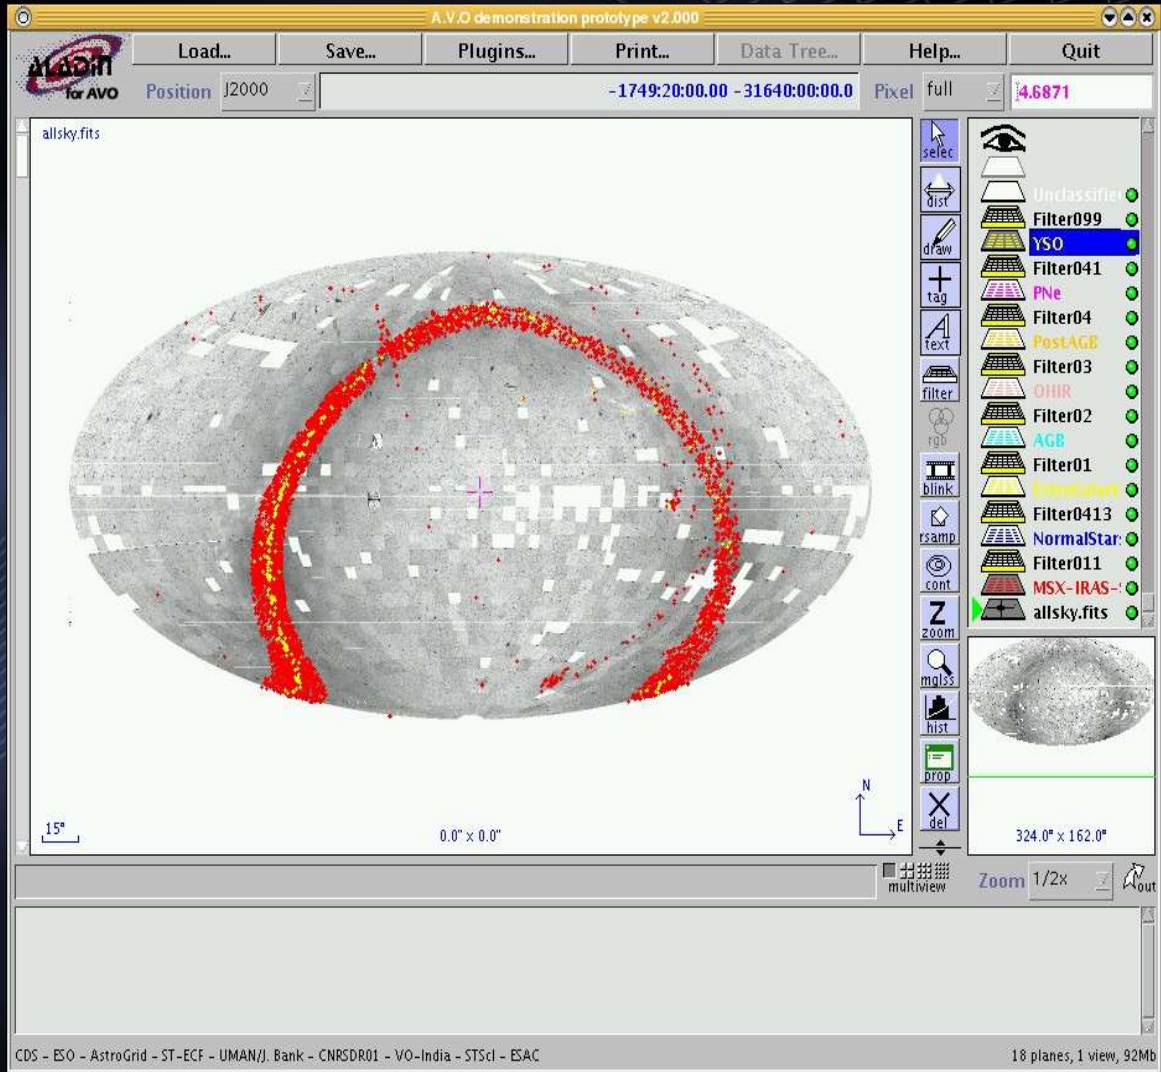 A.V.O demonstration prototype v2.000
ALADIN
for AVO
Load...
Save...
Plugins...
Print...
Data Tree...
Help...
Quit
Position
J2000
-1749:20:00.00 -31640:00:00.0
Pixel
full
4.6871
allsky.fits
selec
dist
draw
tag
text
filter
rgb
blink
rsamp
cont
zoom
mglss
hist
prop
del
Unclassifie
Filter099
YSO
Filter041
PNe
Filter04
PostAGB
Filter03
OHIR
Filter02
AGB
Filter01
Filter0413
NormalStar
Filter011
MSX-IRAS-
allsky.fits
15"
0.0" x 0.0"
N
E
324.0° x 162.0°
multiview
Zoom
1/2x
out
CDS - ESO - AstroGrid - ST-ECF - UMAN/J. Bank - CNRSDR01 - VO-India - STScI - ESAC
18 planes, 1 view, 92Mb